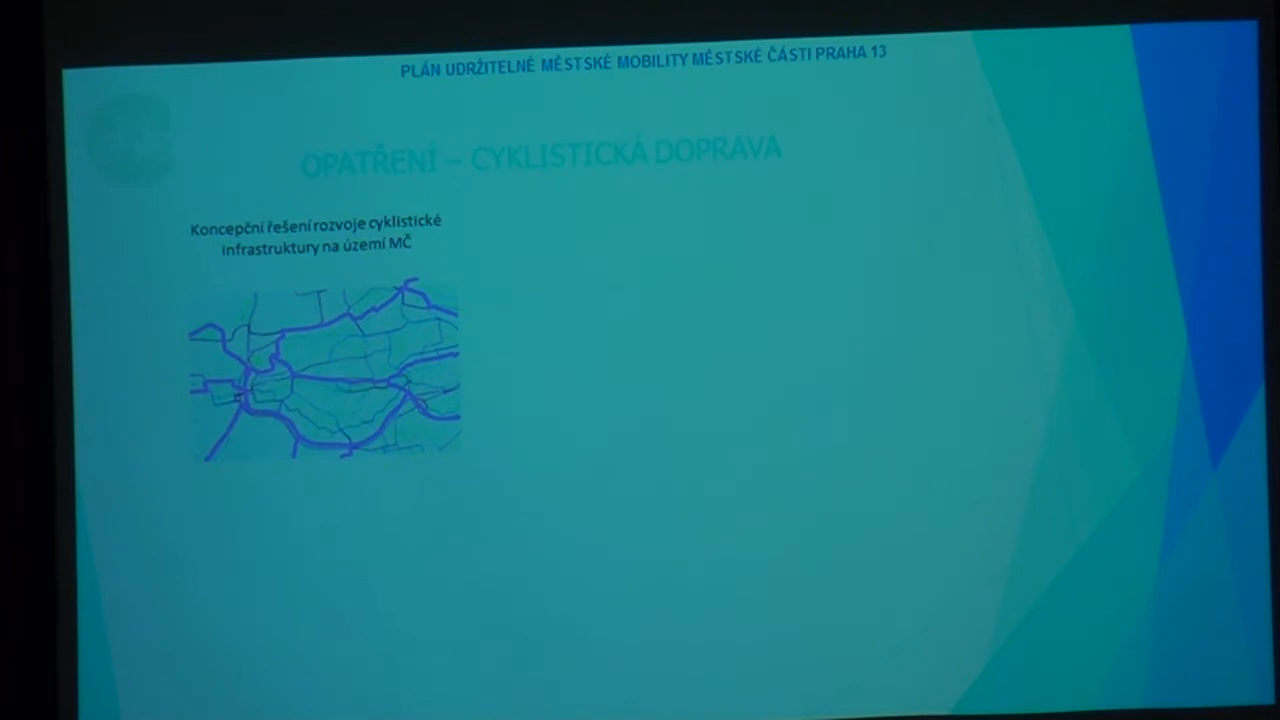 PLÁN UDRŽITELNÉ MĚSTSKÉ MOBILITY MĚSTSKÉ ČÁSTI PRAHA 13
OPATŘENÍ – CYKLISTICKÁ DOPRAVA
Koncepční řešení rozvoje cyklistické
infrastruktury na území MČ